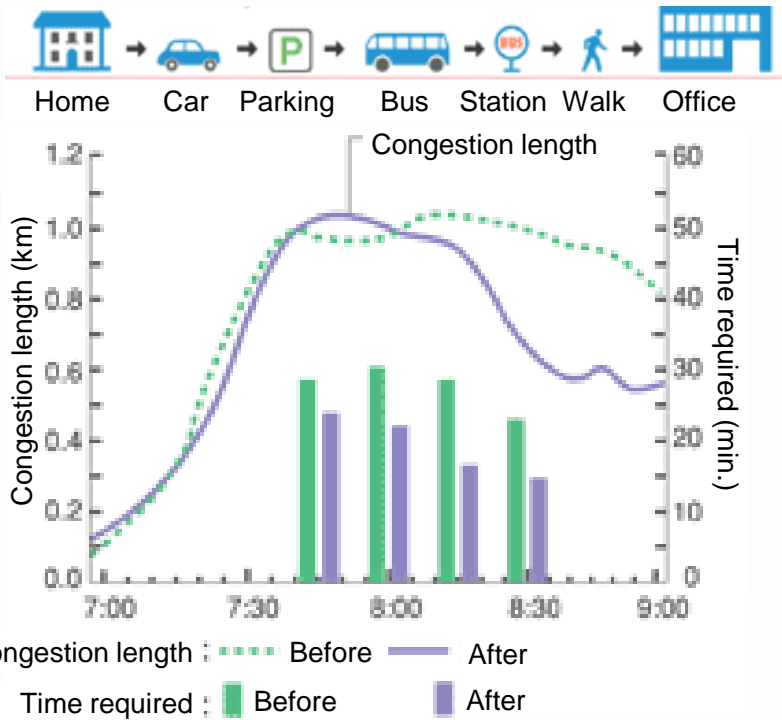 P
BUS
Home Car Parking Bus Station Walk Office
Congestion length
1.2
1.0
0.8
0.6
0.4
0.2
0.0
Congestion length (km)
60
50
40
30
20
10
0
Time required (min.)
7:00 7:30 8:00 8:30 9:00
ongestion length : Before After
Time required : Before After